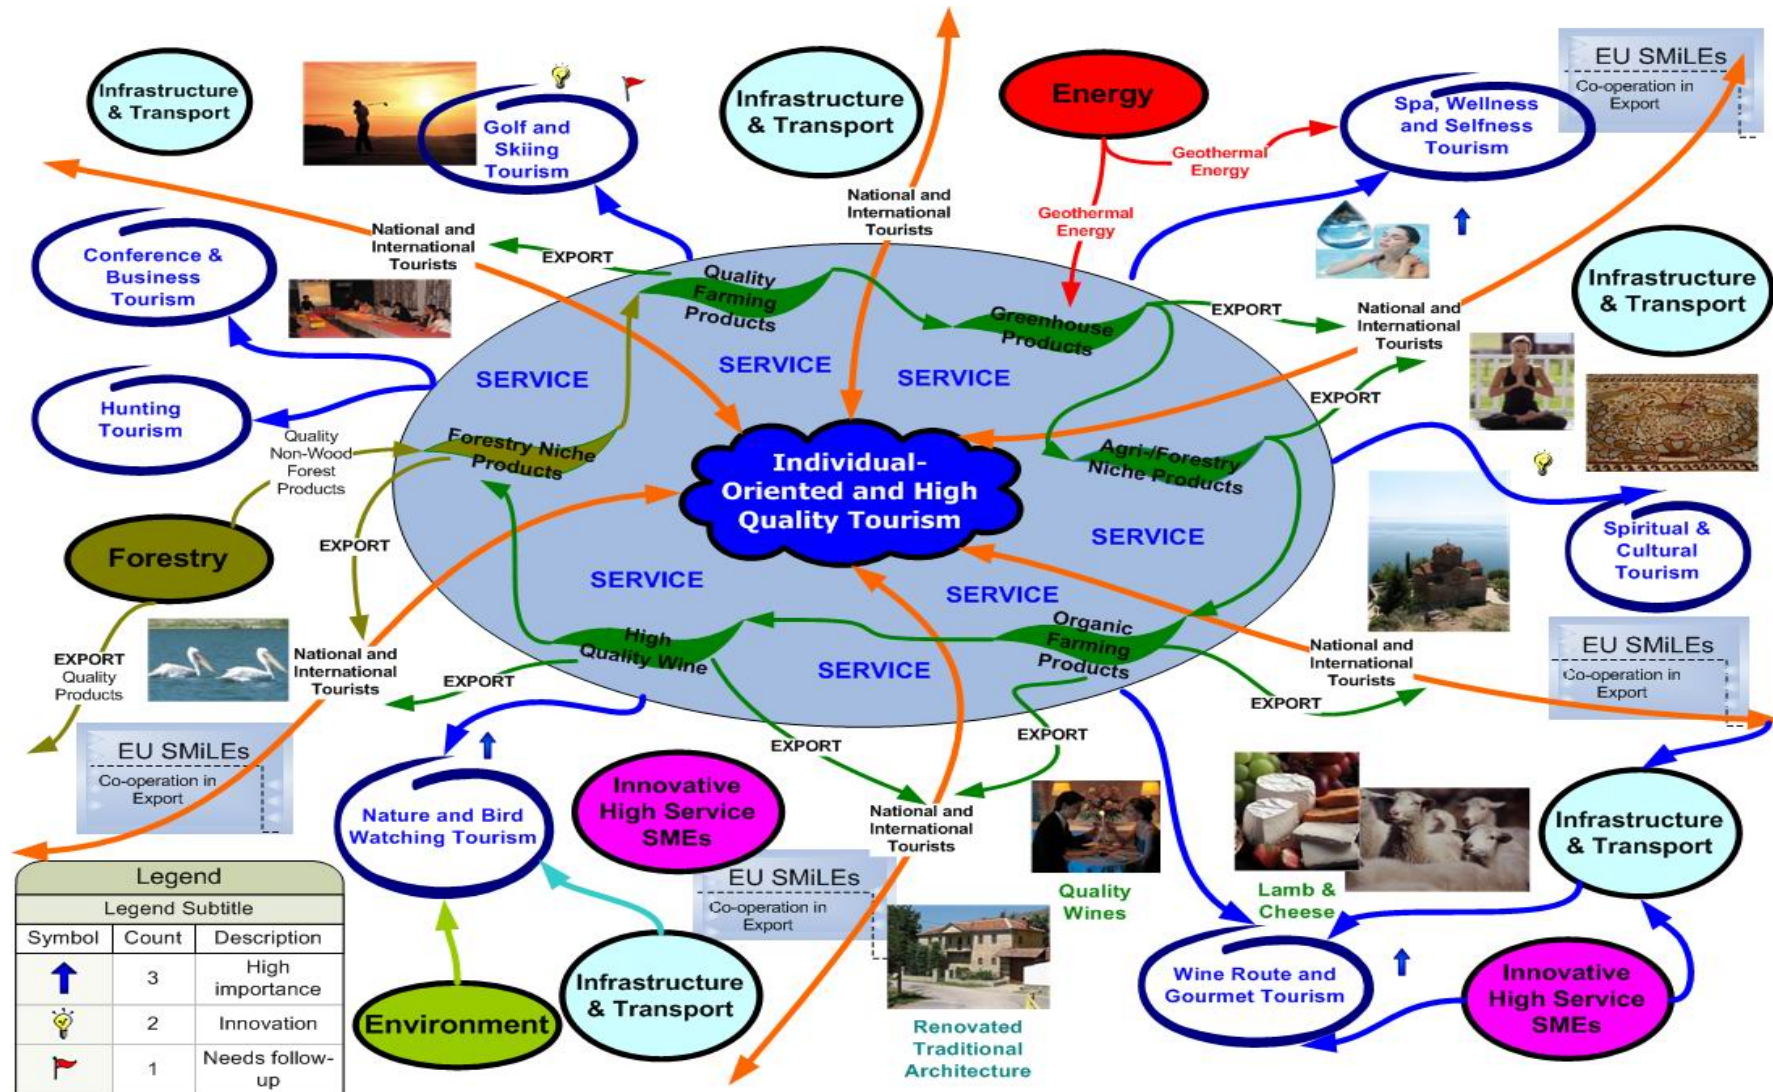 Infrastructure
& Transport
Golf and
Skiing
Tourism
Infrastructure
& Transport
Energy
Spa, Wellness
and Selfness
Tourism
EU SMiLEs
Co-operation in
Export
Geothermal
Energy
Geothermal
Energy
National and
International
Tourists
National and
International
Tourists
Conference &
Business
Tourism
EXPORT
Quality
Farming
Products
Greenhouse
Products
EXPORT
National and
International
Tourists
Infrastructure
& Transport
SERVICE
SERVICE
SERVICE
Hunting
Tourism
EXPORT
Quality
Non-Wood
Forest
Products
Forestry Niche
Products
Individual-
Oriented and High
Quality Tourism
Agri-/Forestry
Niche Products
Forestry
EXPORT
SERVICE
SERVICE
SERVICE
SERVICE
Spiritual &
Cultural
Tourism
High
Quality Wine
Organic
Farming
Products
EXPORT
Quality
Products
National and
International
Tourists
EXPORT
National and
International
Tourists
EU SMiLEs
Co-operation in
Export
EXPORT
EXPORT
EXPORT
EU SMiLEs
Co-operation in
Export
Nature and Bird
Watching Tourism
Innovative
High Service
SMEs
National and
International
Tourists
Infrastructure
& Transport
EU SMiLEs
Co-operation in
Export
Quality
Wines
Lamb &
Cheese
Legend
Legend Subtitle
Symbol Count Description
3 High
importance
2 Innovation
1 Needs follow-
up
Environment
Infrastructure
& Transport
Renovated
Traditional
Architecture
Wine Route and
Gourmet Tourism
Innovative
High Service
SMEs